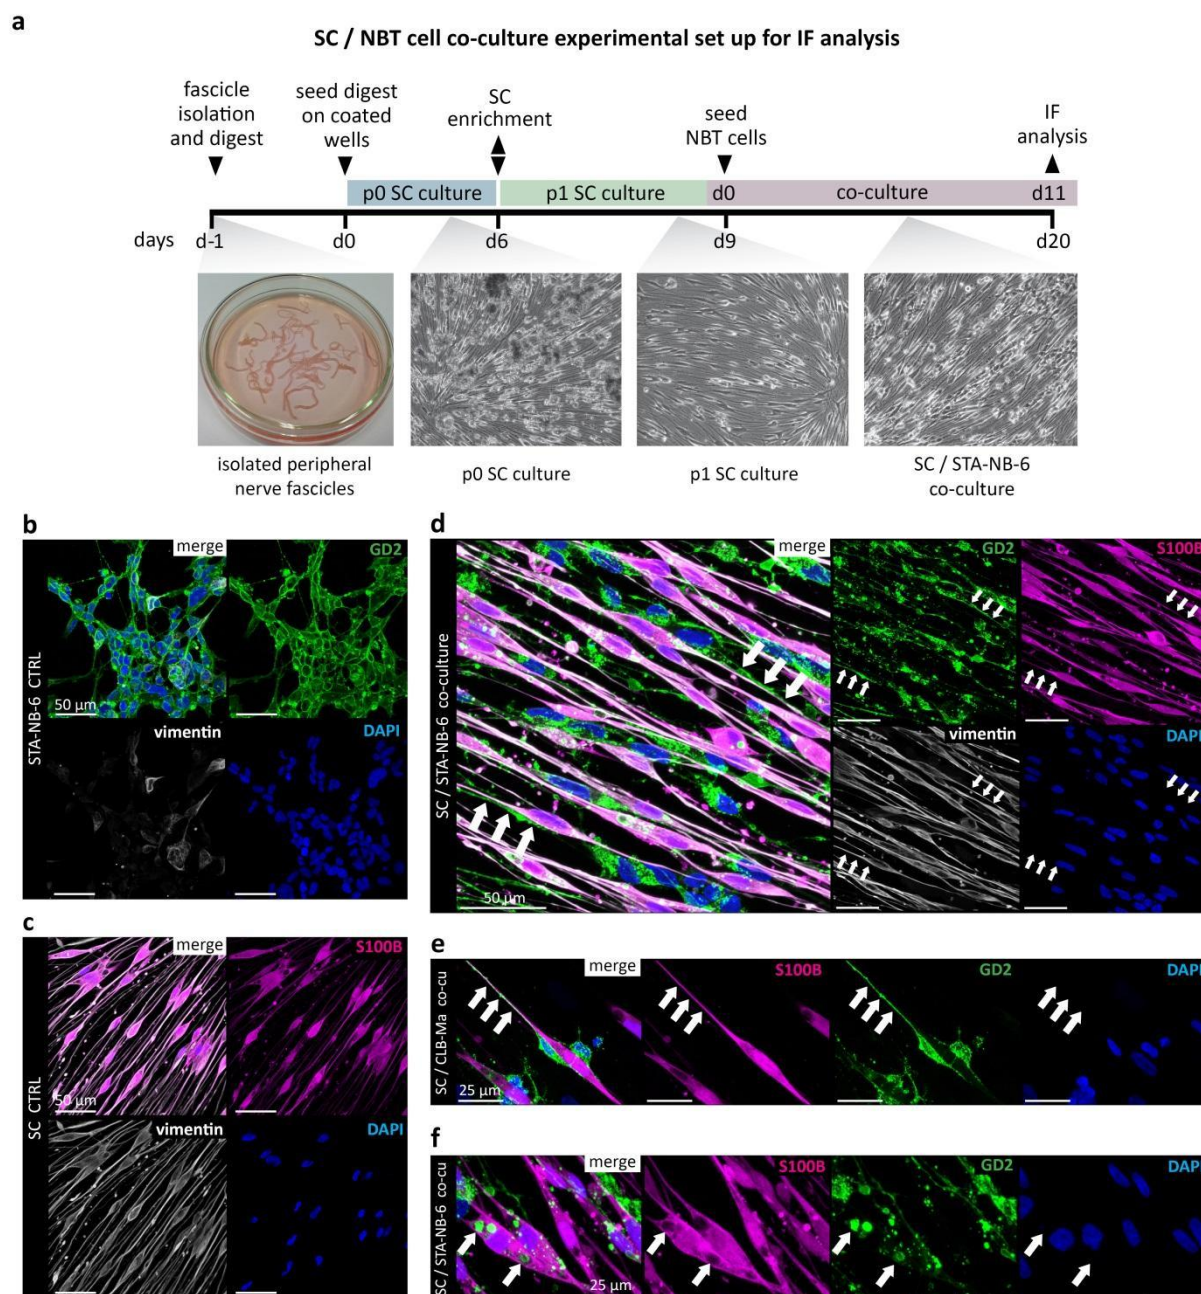 a
SC / NBT cell co-culture experimental set up for IF analysis
fascicle
isolation
and digest
seed digest
on coated
wells
SC
enrichment
seed
NBT cells
IF
analysis
p0 SC culture
p1 SC culture
d0
co-culture
d11
days
d-1
d0
d6
d9
d20
isolated peripheral
nerve fascicles
p0 SC culture
p1 SC culture
SC / STA-NB-6
co-culture
b
STA-NB-6 CTRL
merge
GD2
50 µm
vimentin
DAPI
c
SC CTRL
merge
S100B
50 µm
vimentin
DAPI
d
SC / STA-NB-6 co-culture
merge
GD2
S100B
50 µm
vimentin
DAPI
e
SC / CLB-Ma co-cu
merge
S100B
GD2
DAPI
25 µm
f
SC / STA-NB-6 co-cu
merge
S100B
GD2
DAPI
25 µm